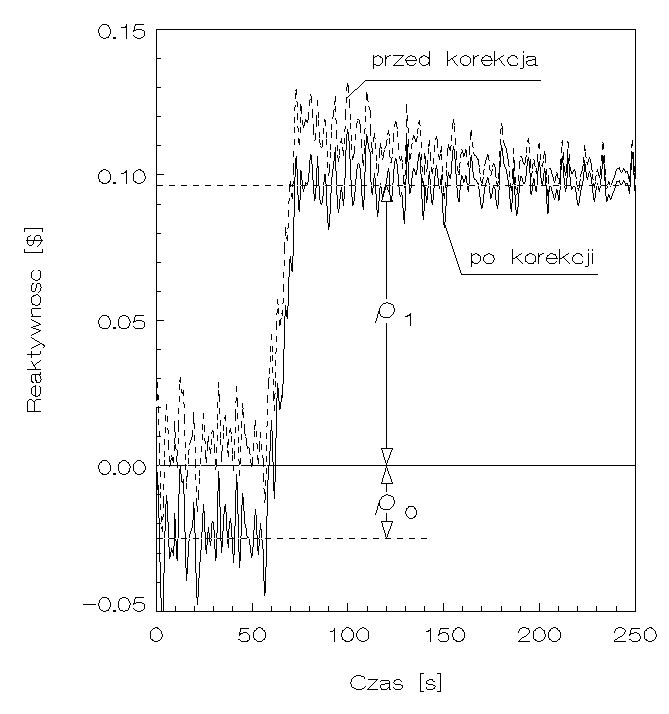 0.15
przed korekcja
0.10
po korekcji
Reaktywnosc [$]
0.05
ρ 1
0.00
ρ 0
-0.05
0 50 100 150 200 250
Czas [s]